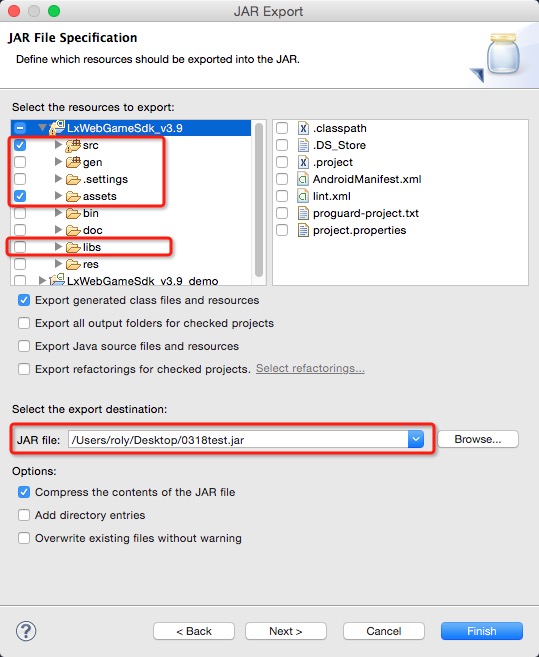 JAR Export
JAR File Specification
Define which resources should be exported into the JAR.
Select the resources to export:
LxWebGameSdk_v3.9
src
gen
.settings
assets
bin
doc
libs
res
LxWebGameSdk_v3.9_demo
.classpath
.DS_Store
.project
AndroidManifest.xml
lint.xml
proguard-project.txt
project.properties
Export generated class files and resources
Export all output folders for checked projects
Export Java source files and resources
Export refactorings for checked projects. Select refactorings...
Select the export destination:
JAR file: /Users/roly/Desktop/0318test.jar Browse...
Options:
Compress the contents of the JAR file
Add directory entries
Overwrite existing files without warning
? < Back Next > Cancel Finish